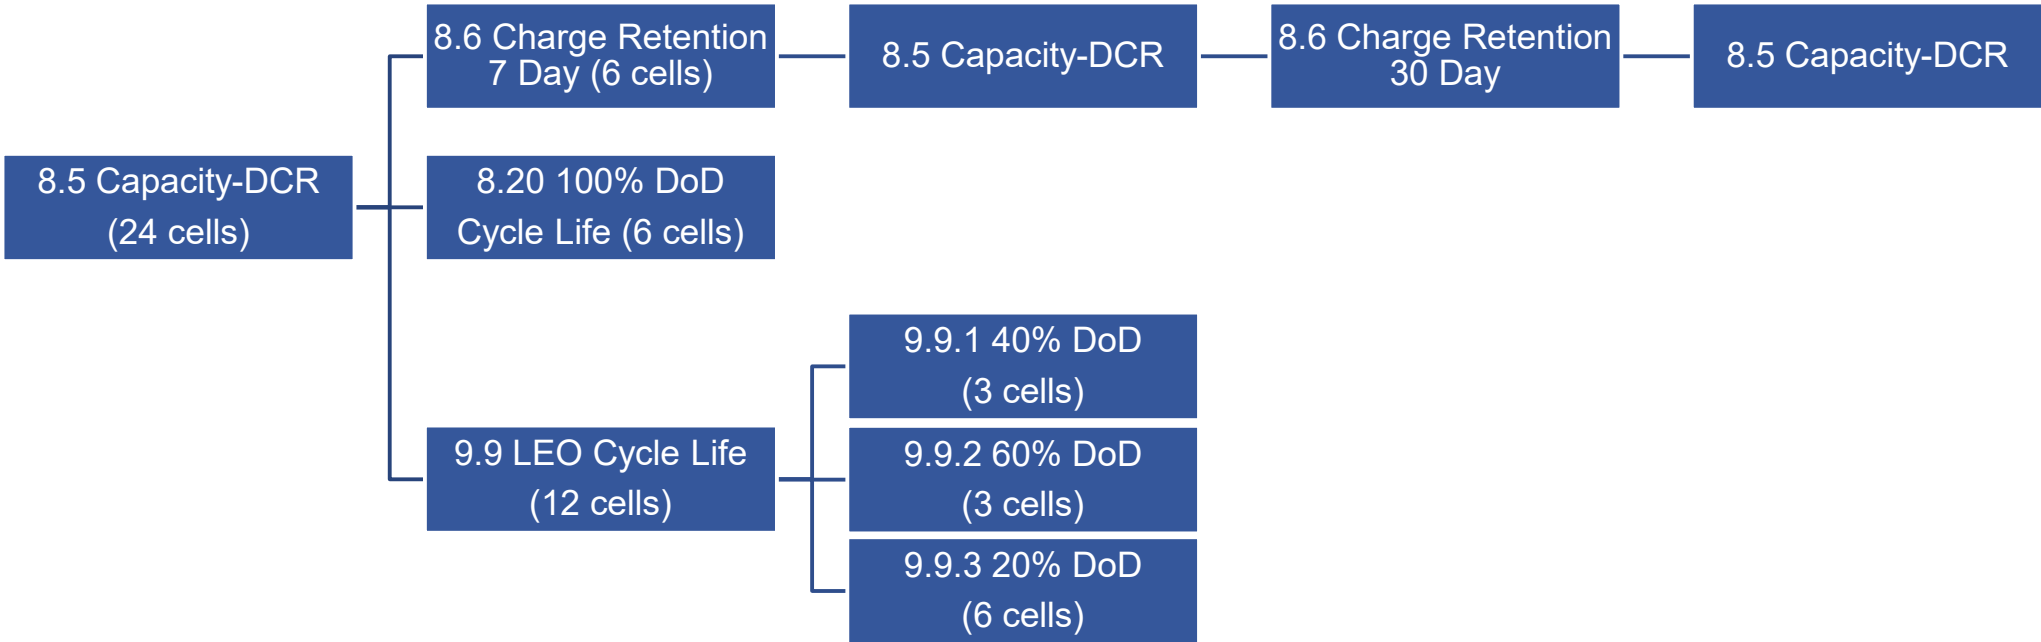 8.6 Charge Retention
7 Day (6 cells)
8.5 Capacity-DCR
8.6 Charge Retention
30 Day
8.5 Capacity-DCR
8.5 Capacity-DCR
(24 cells)
8.20 100% DoD
Cycle Life (6 cells)
9.9 LEO Cycle Life
(12 cells)
9.9.1 40% DoD
(3 cells)
9.9.2 60% DoD
(3 cells)
9.9.3 20% DoD
(6 cells)